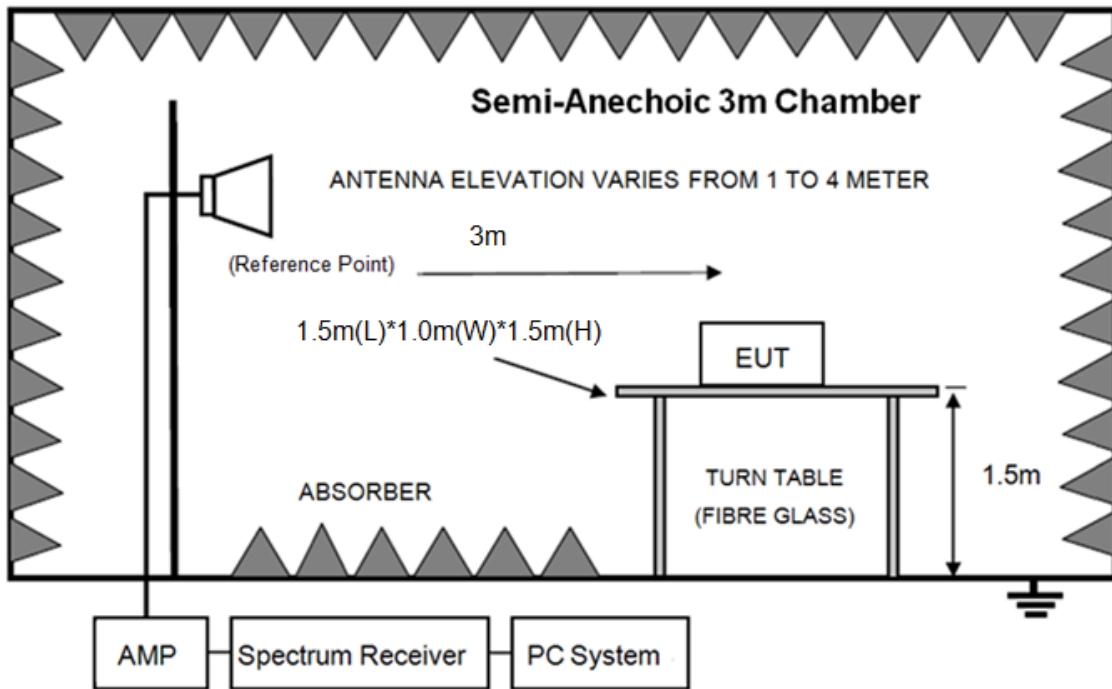 Semi-Anechoic 3m Chamber
ANTENNA ELEVATION VARIES FROM 1 TO 4 METER
3m
(Reference Point)
1.5m(L)*1.0m(W)*1.5m(H)
EUT
ABSORBER
TURN TABLE
(FIBRE GLASS)
1.5m
AMP
Spectrum Receiver
PC System